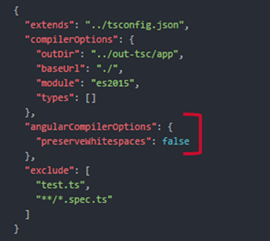 {
"extends": "../tsconfig.json",
"compilerOptions": {
"outDir": "../out-tsc/app",
"baseUrl": "./",
"module": "es2015",
"types": []
},
"angularCompilerOptions": {
"preserveWhitespaces": false
},
"exclude": [
"test.ts",
"**/*.spec.ts"
]
}